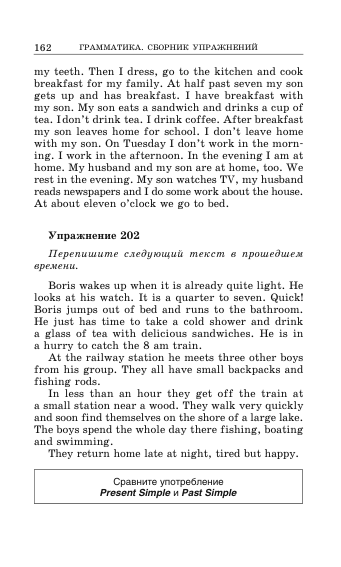 162 ГРАММАТИКА. СБОРНИК УПРАЖНЕНИЙ
my teeth. Then I dress, go to the kitchen and cook
breakfast for my family. At half past seven my son
gets up and has breakfast. I have breakfast with
my son. My son eats a sandwich and drinks a cup of
tea. I don't drink tea. I drink coffee. After breakfast
my son leaves home for school. I don't leave home
with my son. On Tuesday I don't work in the morn-
ing. I work in the afternoon. In the evening I am at
home. My husband and my son are at home, too. We
rest in the evening. My son watches TV, my husband
reads newspapers and I do some work about the house.
At about eleven o'clock we go to bed.
Упражнение 202
Перепишите следующий текст в прошедшем
времени.
Boris wakes up when it is already quite light. He
looks at his watch. It is a quarter to seven. Quick!
Boris jumps out of bed and runs to the bathroom.
He just has time to take a cold shower and drink
a glass of tea with delicious sandwiches. He is in
a hurry to catch the 8 am train.
At the railway station he meets three other boys
from his group. They all have small backpacks and
fishing rods.
In less than an hour they get off the train at
a small station near a wood. They walk very quickly
and soon find themselves on the shore of a large lake.
The boys spend the whole day there fishing, boating
and swimming.
They return home late at night, tired but happy.
Сравните употребление
Present Simple и Past Simple